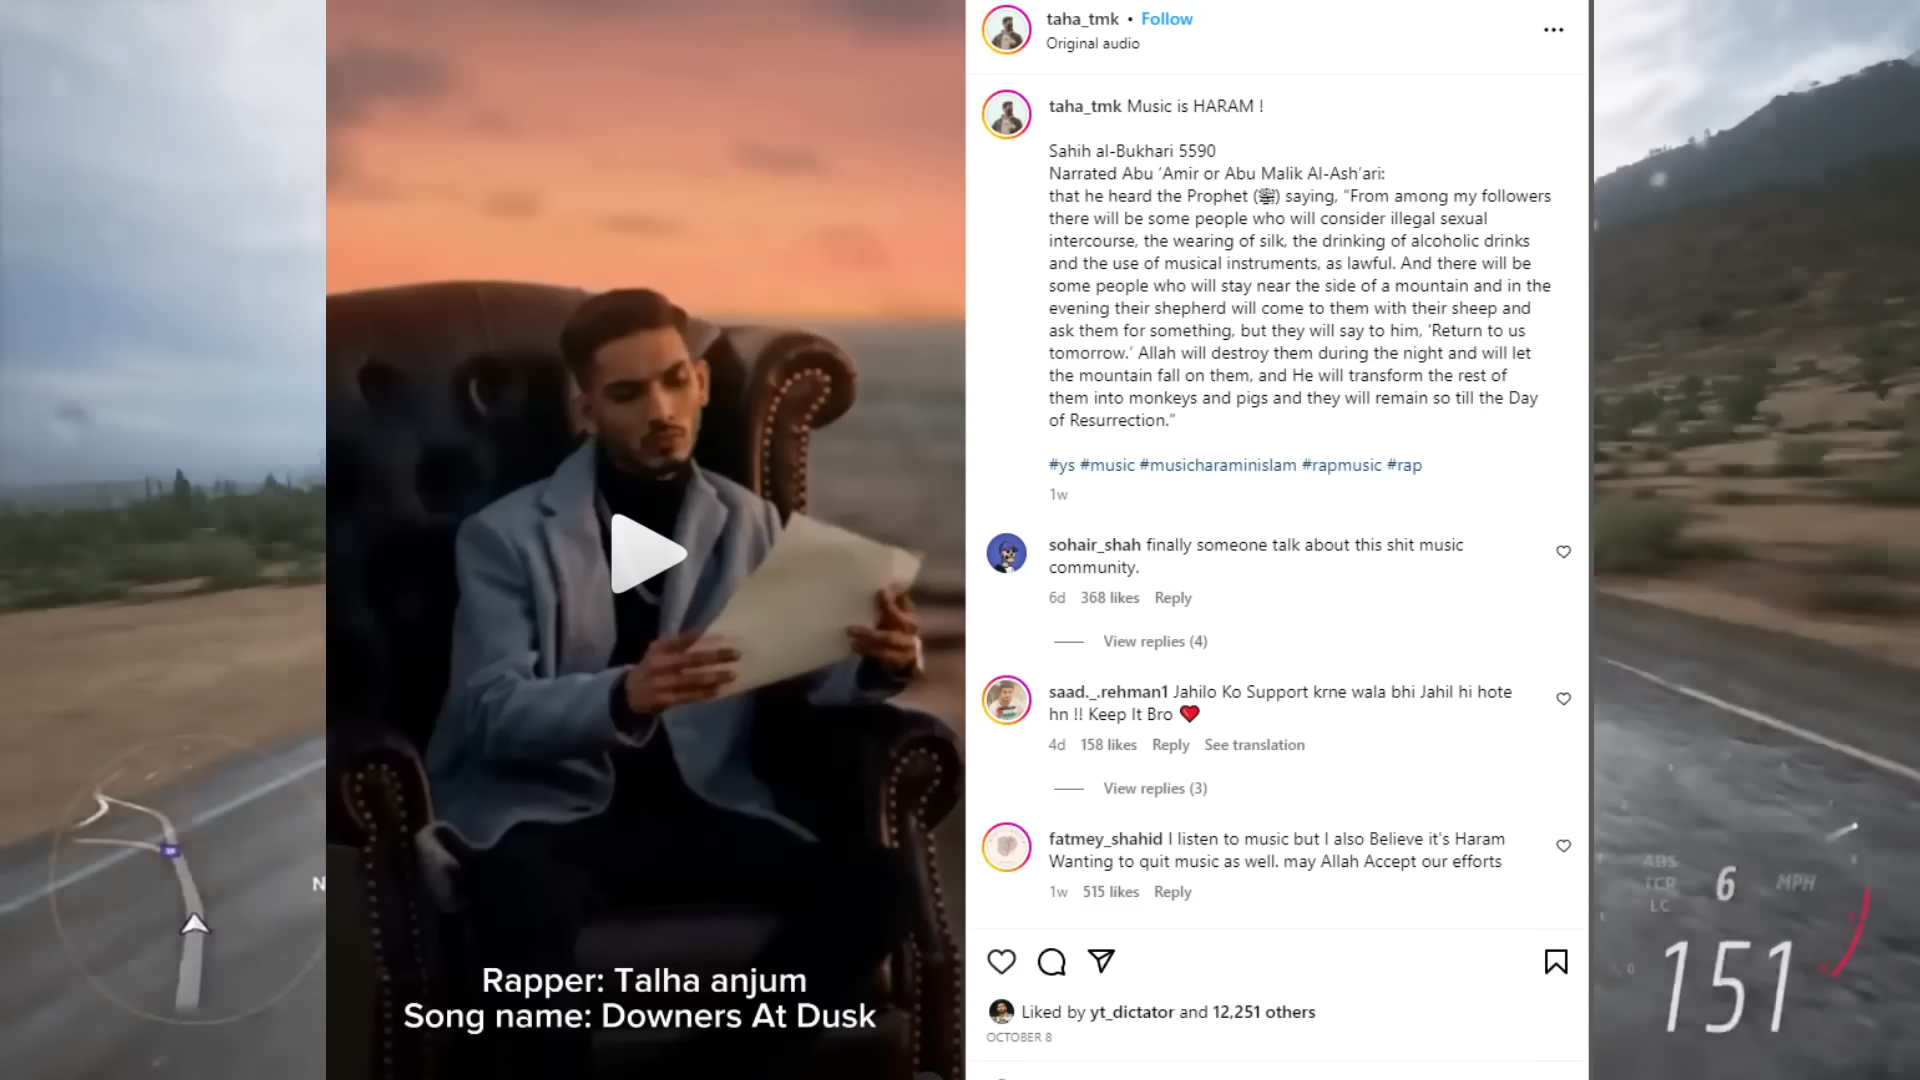 taha_tmk • Follow
Original audio
taha_tmk Music is HARAM !
Sahih al-Bukhari 5590
Narrated Abu 'Amir or Abu Malik Al-Ash'ari:
that he heard the Prophet (ﷺ) saying, "From among my followers
there will be some people who will consider illegal sexual
intercourse, the wearing of silk, the drinking of alcoholic drinks
and the use of musical instruments, as lawful. And there will be
some people who will stay near the side of a mountain and in the
evening their shepherd will come to them with their sheep and
ask them for something, but they will say to him, 'Return to us
tomorrow.' Allah will destroy them during the night and will let
the mountain fall on them, and He will transform the rest of
them into monkeys and pigs and they will remain so till the Day
of Resurrection."
#ys #music #musicharaminislam #rapmusic #rap
1w
sohair_shah finally someone talk about this shit music
community.
6d 368 likes Reply
View replies (4)
saad._.rehman1 Jahilo Ko Support krne wala bhi Jahil hi hote
hn !! Keep It Bro ❤️
4d 158 likes Reply See translation
View replies (3)
fatmey_shahid I listen to music but I also Believe it's Haram
Wanting to quit music as well. may Allah Accept our efforts
1w 515 likes Reply
Liked by yt_dictator and 12,251 others
OCTOBER 8
Rapper: Talha anjum
Song name: Downers At Dusk
N
ABS
TCR
LC
6
MPH
151